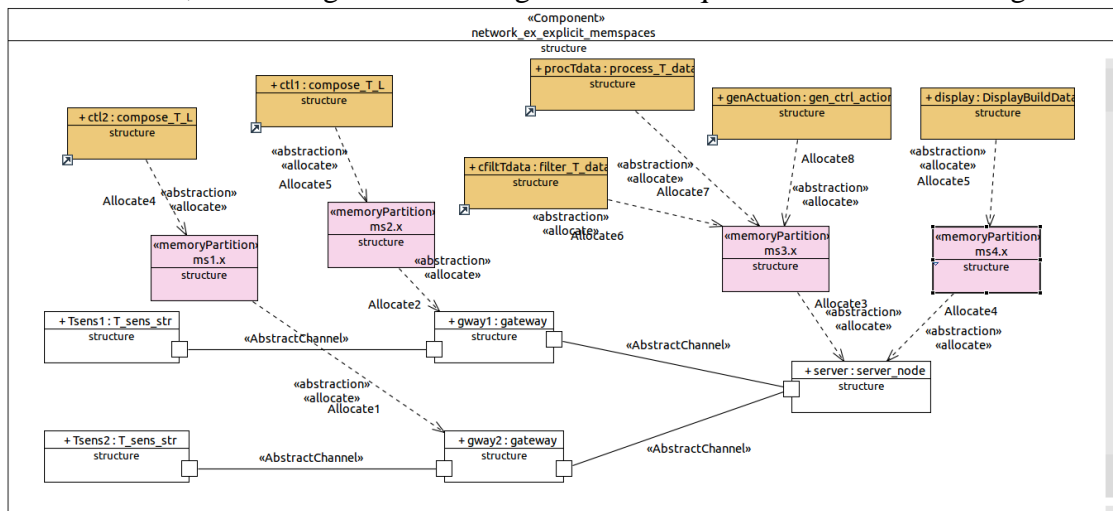 «Component»
network_ex_explicit_memspaces
structure
+ procTdata : process_T_data
structure
+ ctl1 : compose_T_L
structure
+ genActuation : gen_ctrl_action
structure
+ display : DisplayBuildData
structure
+ ctl2 : compose_T_L
structure
«abstraction»
«allocate»
Allocate5
+ cfiltTdata : filter_T_data
structure
«abstraction»
«allocate»
Allocate7
Allocate8
«abstraction»
«allocate»
«abstraction»
«allocate»
Allocate5
«abstraction»
«allocate»
Allocate4
«abstraction»
«allocate»
Allocate6
«memoryPartition»
ms1.x
structure
«memoryPartition»
ms2.x
structure
«memoryPartition»
ms3.x
structure
«memoryPartition»
ms4.x
structure
«abstraction»
«allocate»
Allocate2
Allocate3
«abstraction»
«allocate»
Allocate4
«abstraction»
«allocate»
+ Tsens1 : T_sens_str
structure
«AbstractChannel»
+ gway1 : gateway
structure
«AbstractChannel»
+ server : server_node
structure
«abstraction»
«allocate»
Allocate1
+ Tsens2 : T_sens_str
structure
«AbstractChannel»
+ gway2 : gateway
structure
«AbstractChannel»